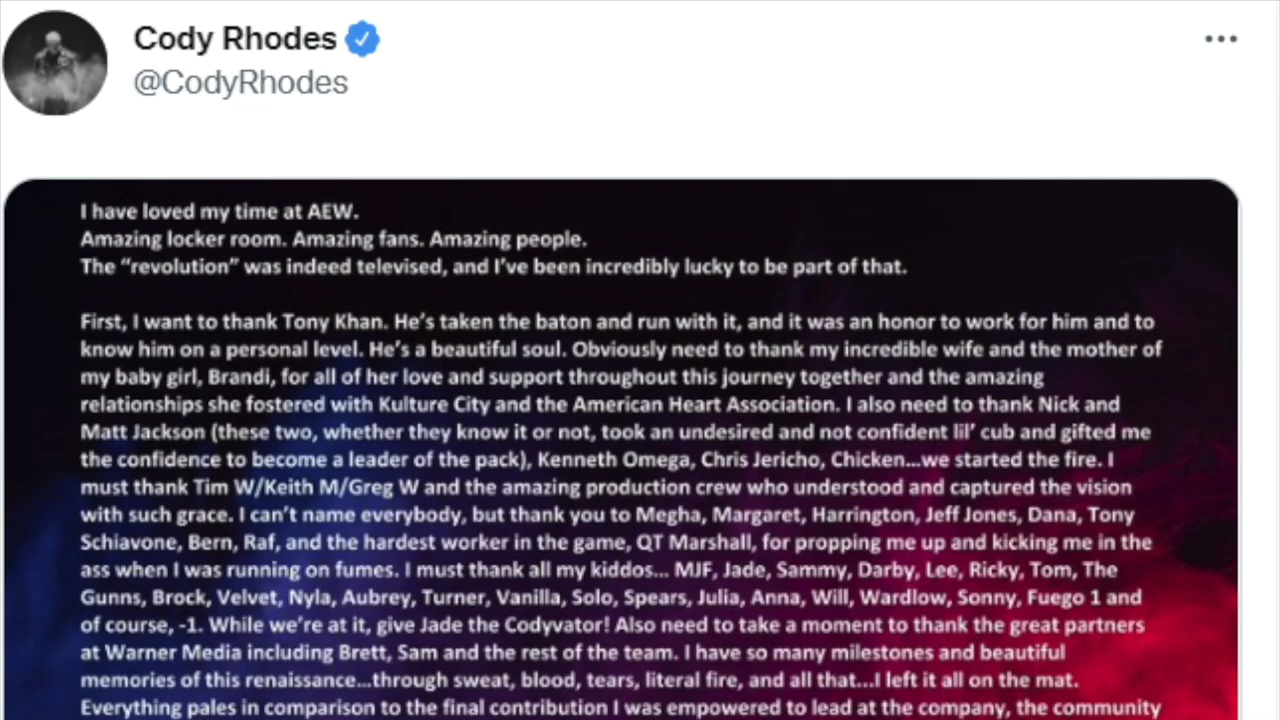 Cody Rhodes
@CodyRhodes
I have loved my time at AEW.
Amazing locker room. Amazing fans. Amazing people.
The “revolution” was indeed televised, and I’ve been incredibly lucky to be part of that.
First, I want to thank Tony Khan. He’s taken the baton and run with it, and it was an honor to work for him and to
know him on a personal level. He’s a beautiful soul. Obviously need to thank my incredible wife and the mother of
my baby girl, Brandi, for all of her love and support throughout this journey together and the amazing
relationships she fostered with Kulture City and the American Heart Association. I also need to thank Nick and
Matt Jackson (these two, whether they know it or not, took an undesired and not confident lil’ cub and gifted me
the confidence to become a leader of the pack), Kenneth Omega, Chris Jericho, Chicken…we started the fire. I
must thank Tim W/Keith M/Greg W and the amazing production crew who understood and captured the vision
with such grace. I can’t name everybody, but thank you to Megha, Margaret, Harrington, Jeff Jones, Dana, Tony
Schiavone, Bern, Raf, and the hardest worker in the game, QT Marshall, for propping me up and kicking me in the
ass when I was running on fumes. I must thank all my kiddos… MJF, Jade, Sammy, Darby, Lee, Ricky, Tom, The
Gunns, Brock, Velvet, Nyla, Aubrey, Turner, Vanilla, Solo, Spears, Julia, Anna, Will, Wardlow, Sonny, Fuego 1 and
of course, -1. While we’re at it, give Jade the Codyvator! Also need to take a moment to thank the great partners
at Warner Media including Brett, Sam and the rest of the team. I have so many milestones and beautiful
memories of this renaissance…through sweat, blood, tears, literal fire, and all that…I left it all on the mat.
Everything pales in comparison to the final contribution I was empowered to lead at the company, the community